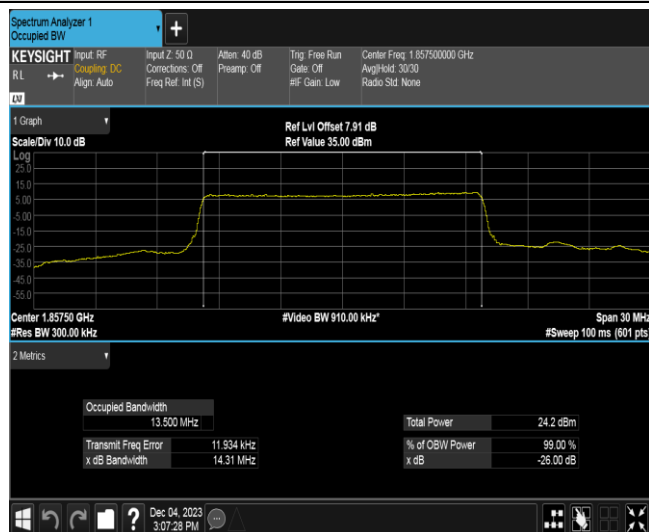 Spectrum Analyzer 1
Occupied BW
+
KEYSIGHT Input: RF Input Z: 50 Ω Atten: 40 dB Trig: Free Run Center Freq: 1.857500000 GHz
RL Coupling: DC Corrections: Off Preamp: Off Gate: Off Avg|Hold: 30/30
Align: Auto Freq Ref: Int (S) #IF Gain: Low Radio Std: None
LXI
1 Graph
Ref Lvl Offset 7.91 dB
Scale/Div 10.0 dB Ref Value 35.00 dBm
Log
25.0
15.0
5.00
-5.00
-15.0
-25.0
-35.0
-45.0
-55.0
Center 1.85750 GHz #Video BW 910.00 kHz* Span 30 MHz
#Res BW 300.00 kHz #Sweep 100 ms (601 pts)
2 Metrics
Occupied Bandwidth
13.500 MHz Total Power 24.2 dBm
Transmit Freq Error 11.934 kHz % of OBW Power 99.00 %
x dB Bandwidth 14.31 MHz x dB -26.00 dB
? Dec 04, 2023
3:07:28 PM